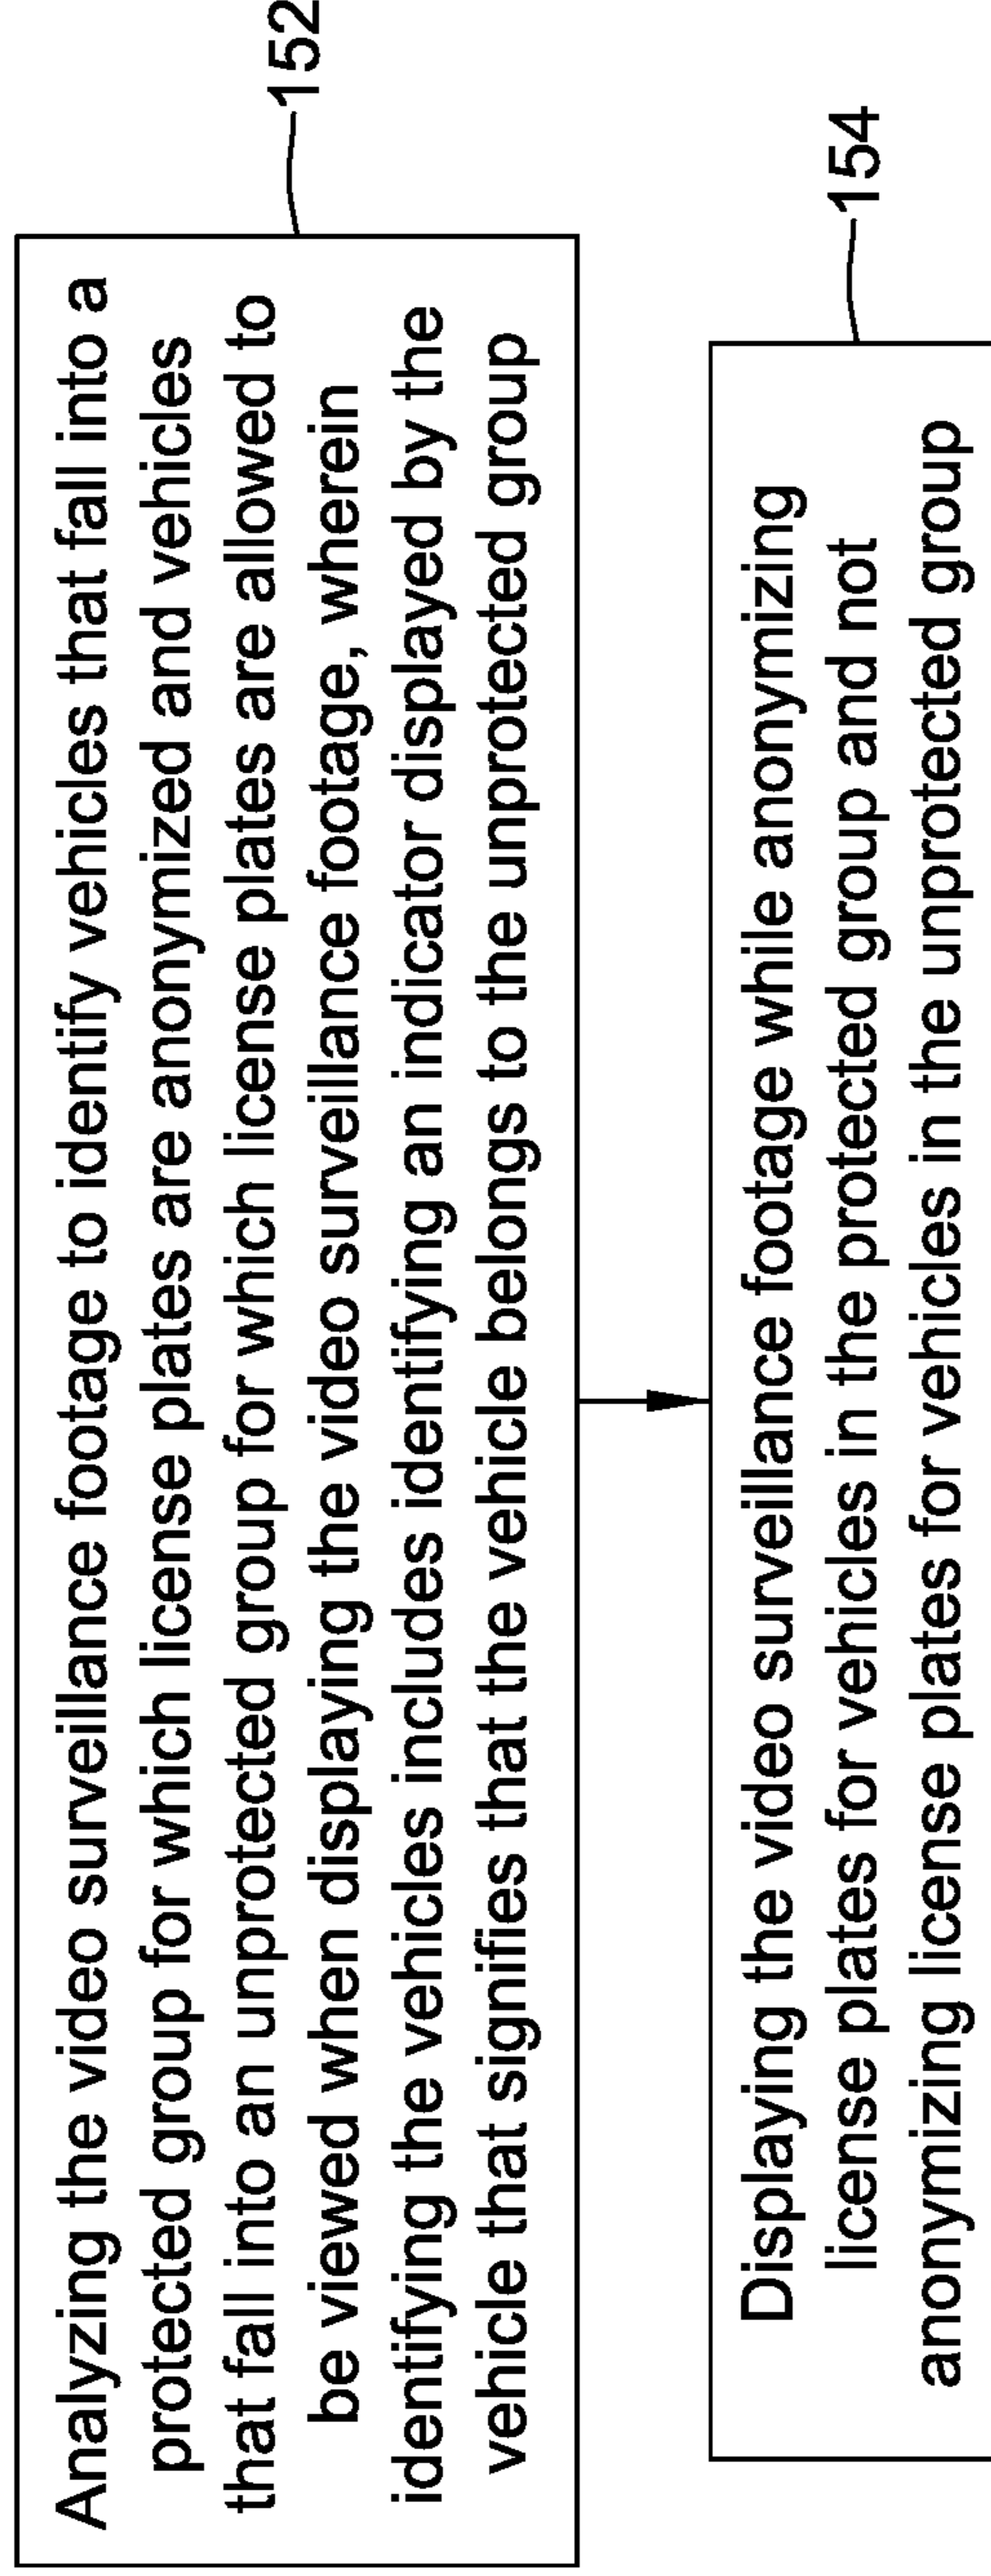 Analyzing the video surveillance footage to identify vehicles that fall into a
protected group for which license plates are anonymized and vehicles
that fall into an unprotected group for which license plates are allowed to
be viewed when displaying the video surveillance footage, wherein
identifying the vehicles includes identifying an indicator displayed by the
vehicle that signifies that the vehicle belongs to the unprotected group
152
Displaying the video surveillance footage while anonymizing
license plates for vehicles in the protected group and not
anonymizing license plates for vehicles in the unprotected group
154